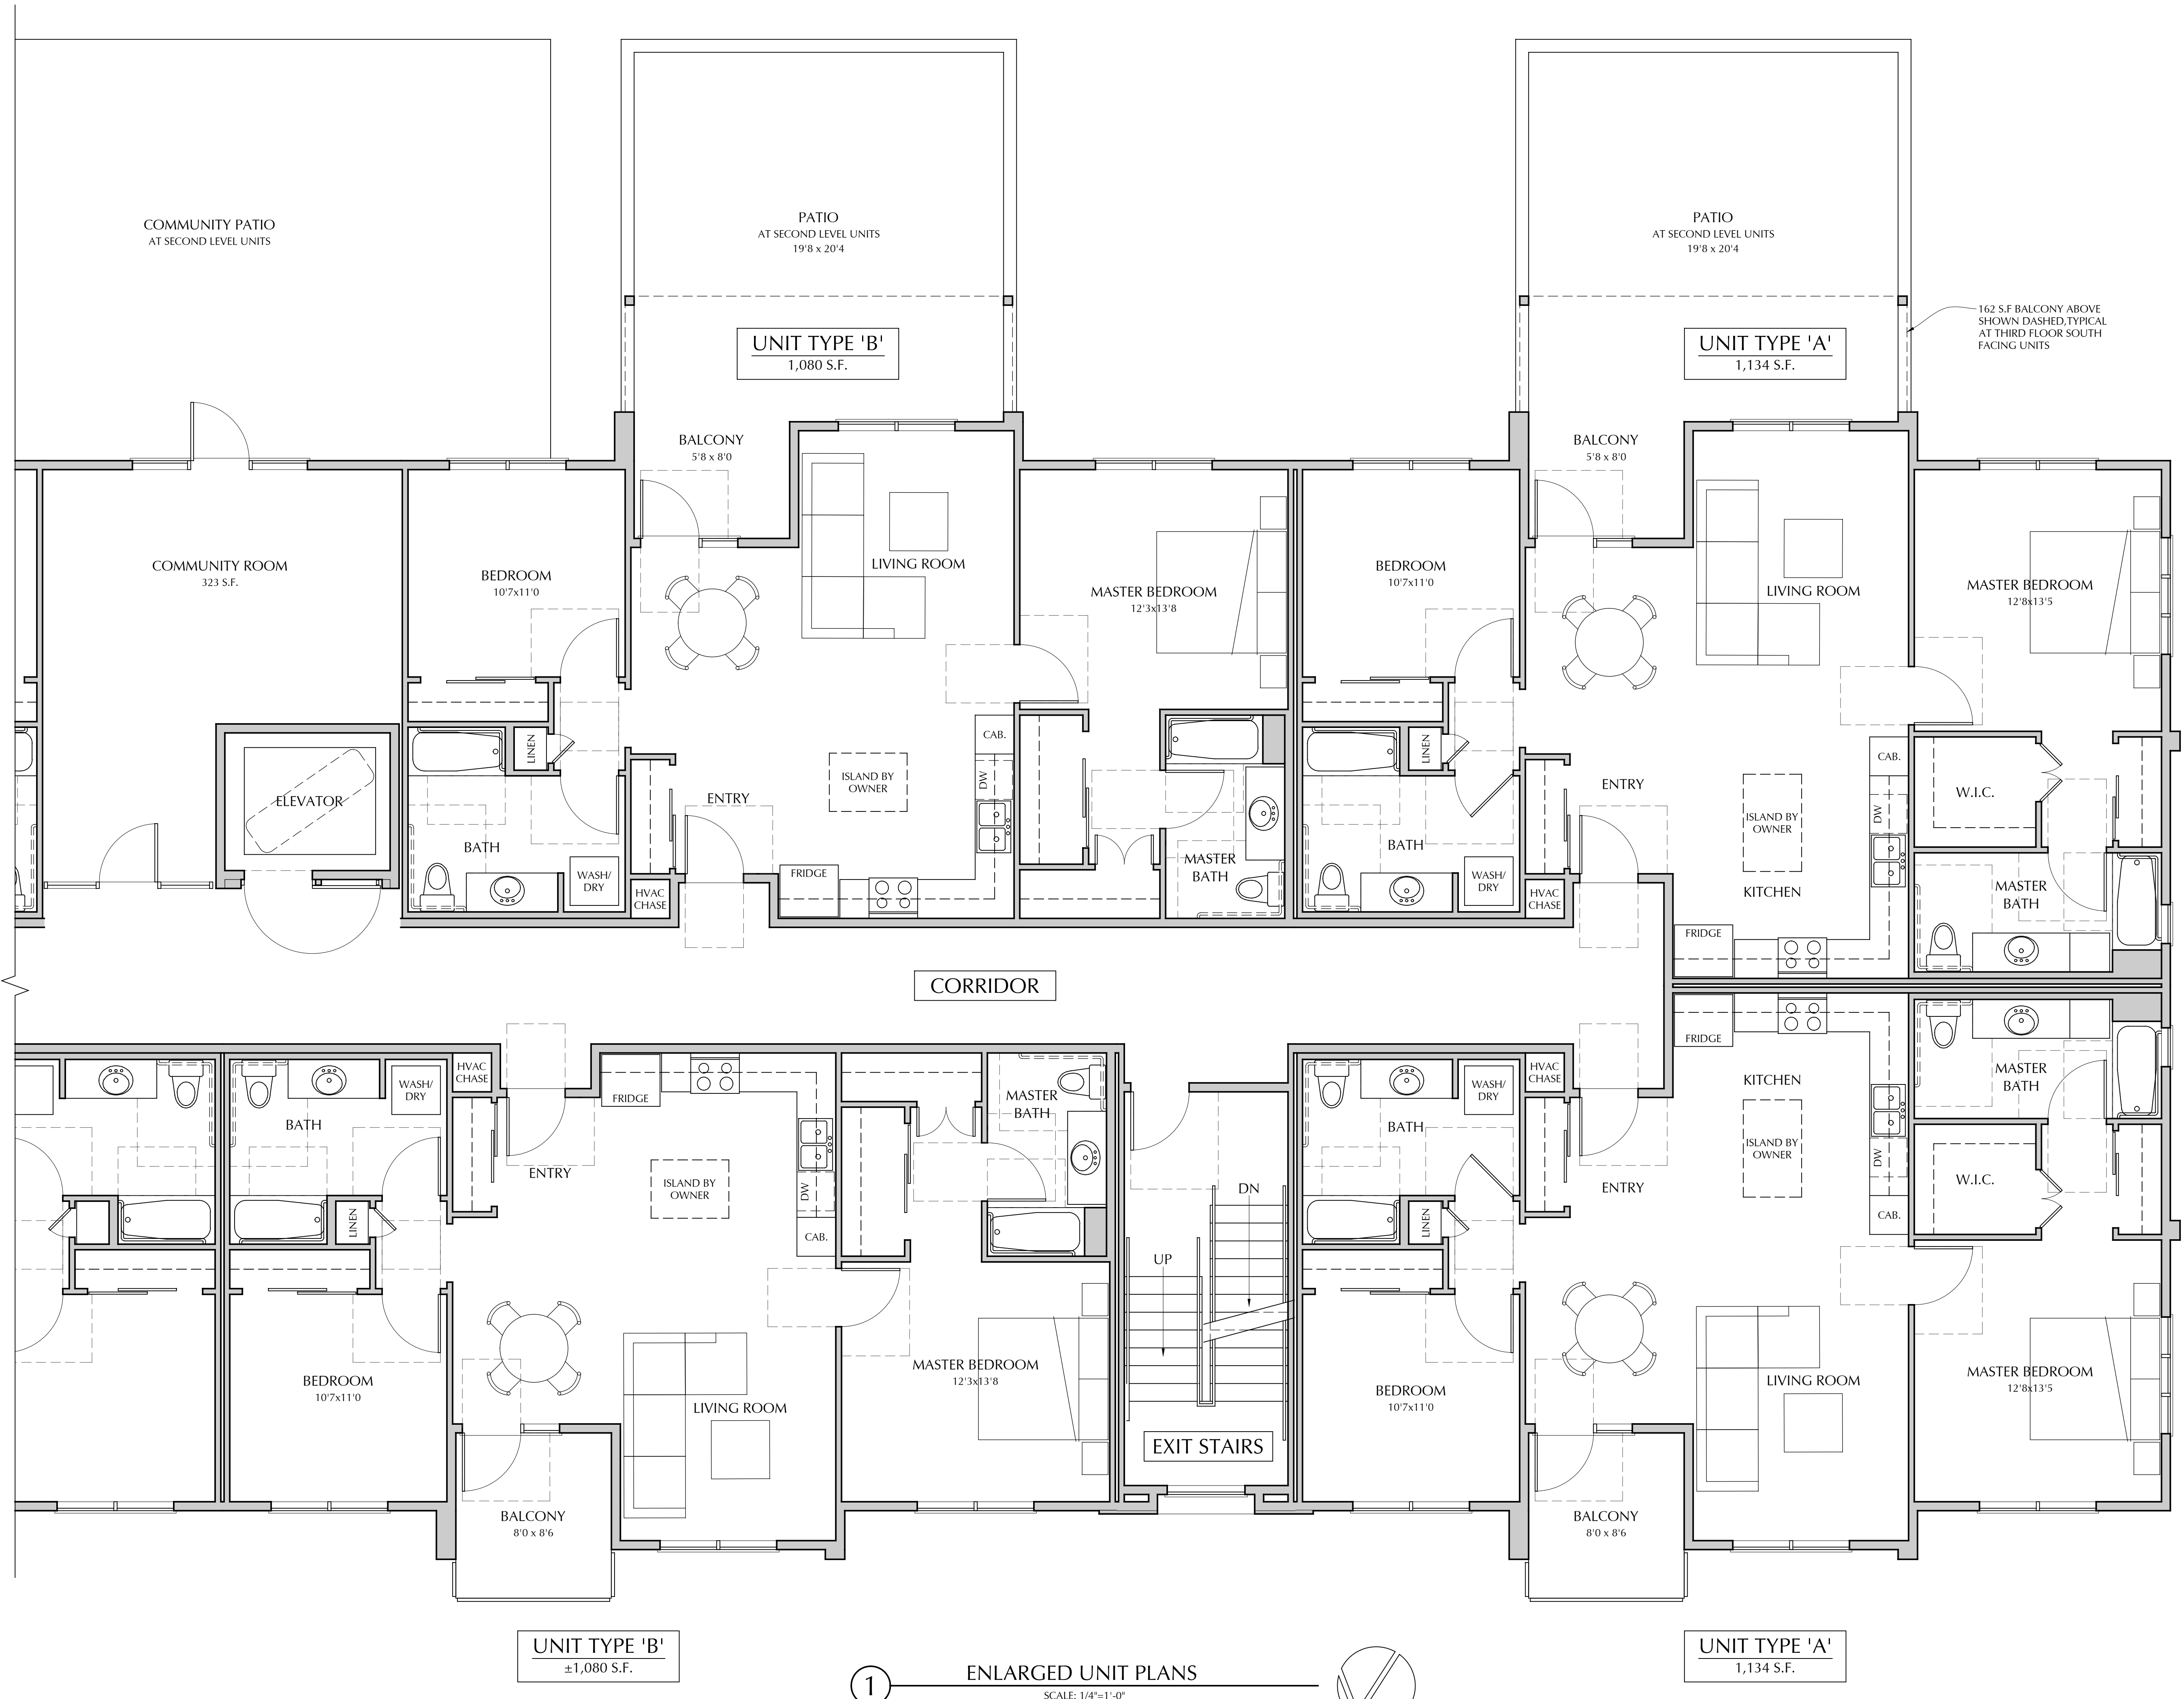 COMMUNITY PATIO
AT SECOND LEVEL UNITS
PATIO
AT SECOND LEVEL UNITS
19'8 x 20'4
PATIO
AT SECOND LEVEL UNITS
19'8 x 20'4
162 S.F BALCONY ABOVE
SHOWN DASHED,TYPICAL
AT THIRD FLOOR SOUTH
FACING UNITS
UNIT TYPE 'B'
1,080 S.F.
UNIT TYPE 'A'
1,134 S.F.
BALCONY
5'8 x 8'0
BALCONY
5'8 x 8'0
COMMUNITY ROOM
323 S.F.
BEDROOM
10'7x11'0
LIVING ROOM
MASTER BEDROOM
12'3x13'8
BEDROOM
10'7x11'0
LIVING ROOM
MASTER BEDROOM
12'8x13'5
ELEVATOR
LINEN
BATH
WASH/
DRY
HVAC
CHASE
ENTRY
ISLAND BY
OWNER
CAB.
DW
FRIDGE
MASTER
BATH
LINEN
BATH
WASH/
DRY
HVAC
CHASE
ENTRY
ISLAND BY
OWNER
CAB.
DW
KITCHEN
FRIDGE
W.I.C.
MASTER
BATH
CORRIDOR
BATH
WASH/
DRY
HVAC
CHASE
LINEN
ENTRY
FRIDGE
ISLAND BY
OWNER
DW
CAB.
MASTER
BATH
DN
UP
EXIT STAIRS
BATH
WASH/
DRY
HVAC
CHASE
LINEN
ENTRY
FRIDGE
KITCHEN
ISLAND BY
OWNER
DW
CAB.
MASTER
BATH
W.I.C.
BEDROOM
10'7x11'0
LIVING ROOM
MASTER BEDROOM
12'3x13'8
BEDROOM
10'7x11'0
LIVING ROOM
MASTER BEDROOM
12'8x13'5
BALCONY
8'0 x 8'6
BALCONY
8'0 x 8'6
UNIT TYPE 'B'
±1,080 S.F.
UNIT TYPE 'A'
1,134 S.F.
1
ENLARGED UNIT PLANS
SCALE: 1/4"=1'-0"